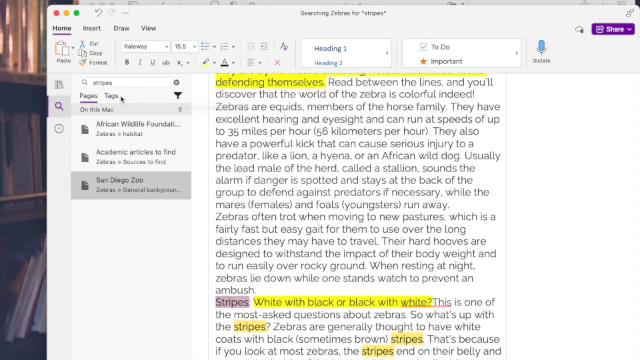 Searching Zebras for "stripes"
Home Insert Draw View
Share
Paste
Cut
Copy
Format
Raleway 15.5
B I U
Heading 1
Heading 2
To Do
Important
Dictate
stripes
Pages Tags
On this Mac 3
African Wildlife Foundati...
Zebras » habitat
Academic articles to find
Zebras » Sources to find
San Diego Zoo
Zebras » General backgroun...
defending themselves. Read between the lines, and you'll
discover that the world of the zebra is colorful indeed!
Zebras are equids, members of the horse family. They have
excellent hearing and eyesight and can run at speeds of up
to 35 miles per hour (56 kilometers per hour). They also
have a powerful kick that can cause serious injury to a
predator, like a lion, a hyena, or an African wild dog. Usually
the lead male of the herd, called a stallion, sounds the
alarm if danger is spotted and stays at the back of the
group to defend against predators if necessary, while the
mares (females) and foals (youngsters) run away.
Zebras often trot when moving to new pastures, which is a
fairly fast but easy gait for them to use over the long
distances they may have to travel. Their hard hooves are
designed to withstand the impact of their body weight and
to run easily over rocky ground. When resting at night,
zebras lie down while one stands watch to prevent an
ambush.
Stripes: White with black or black with white?This is one of
the most-asked questions about zebras. So what's up with
the stripes? Zebras are generally thought to have white
coats with black (sometimes brown) stripes. That's because
if you look at most zebras, the stripes end on their belly and